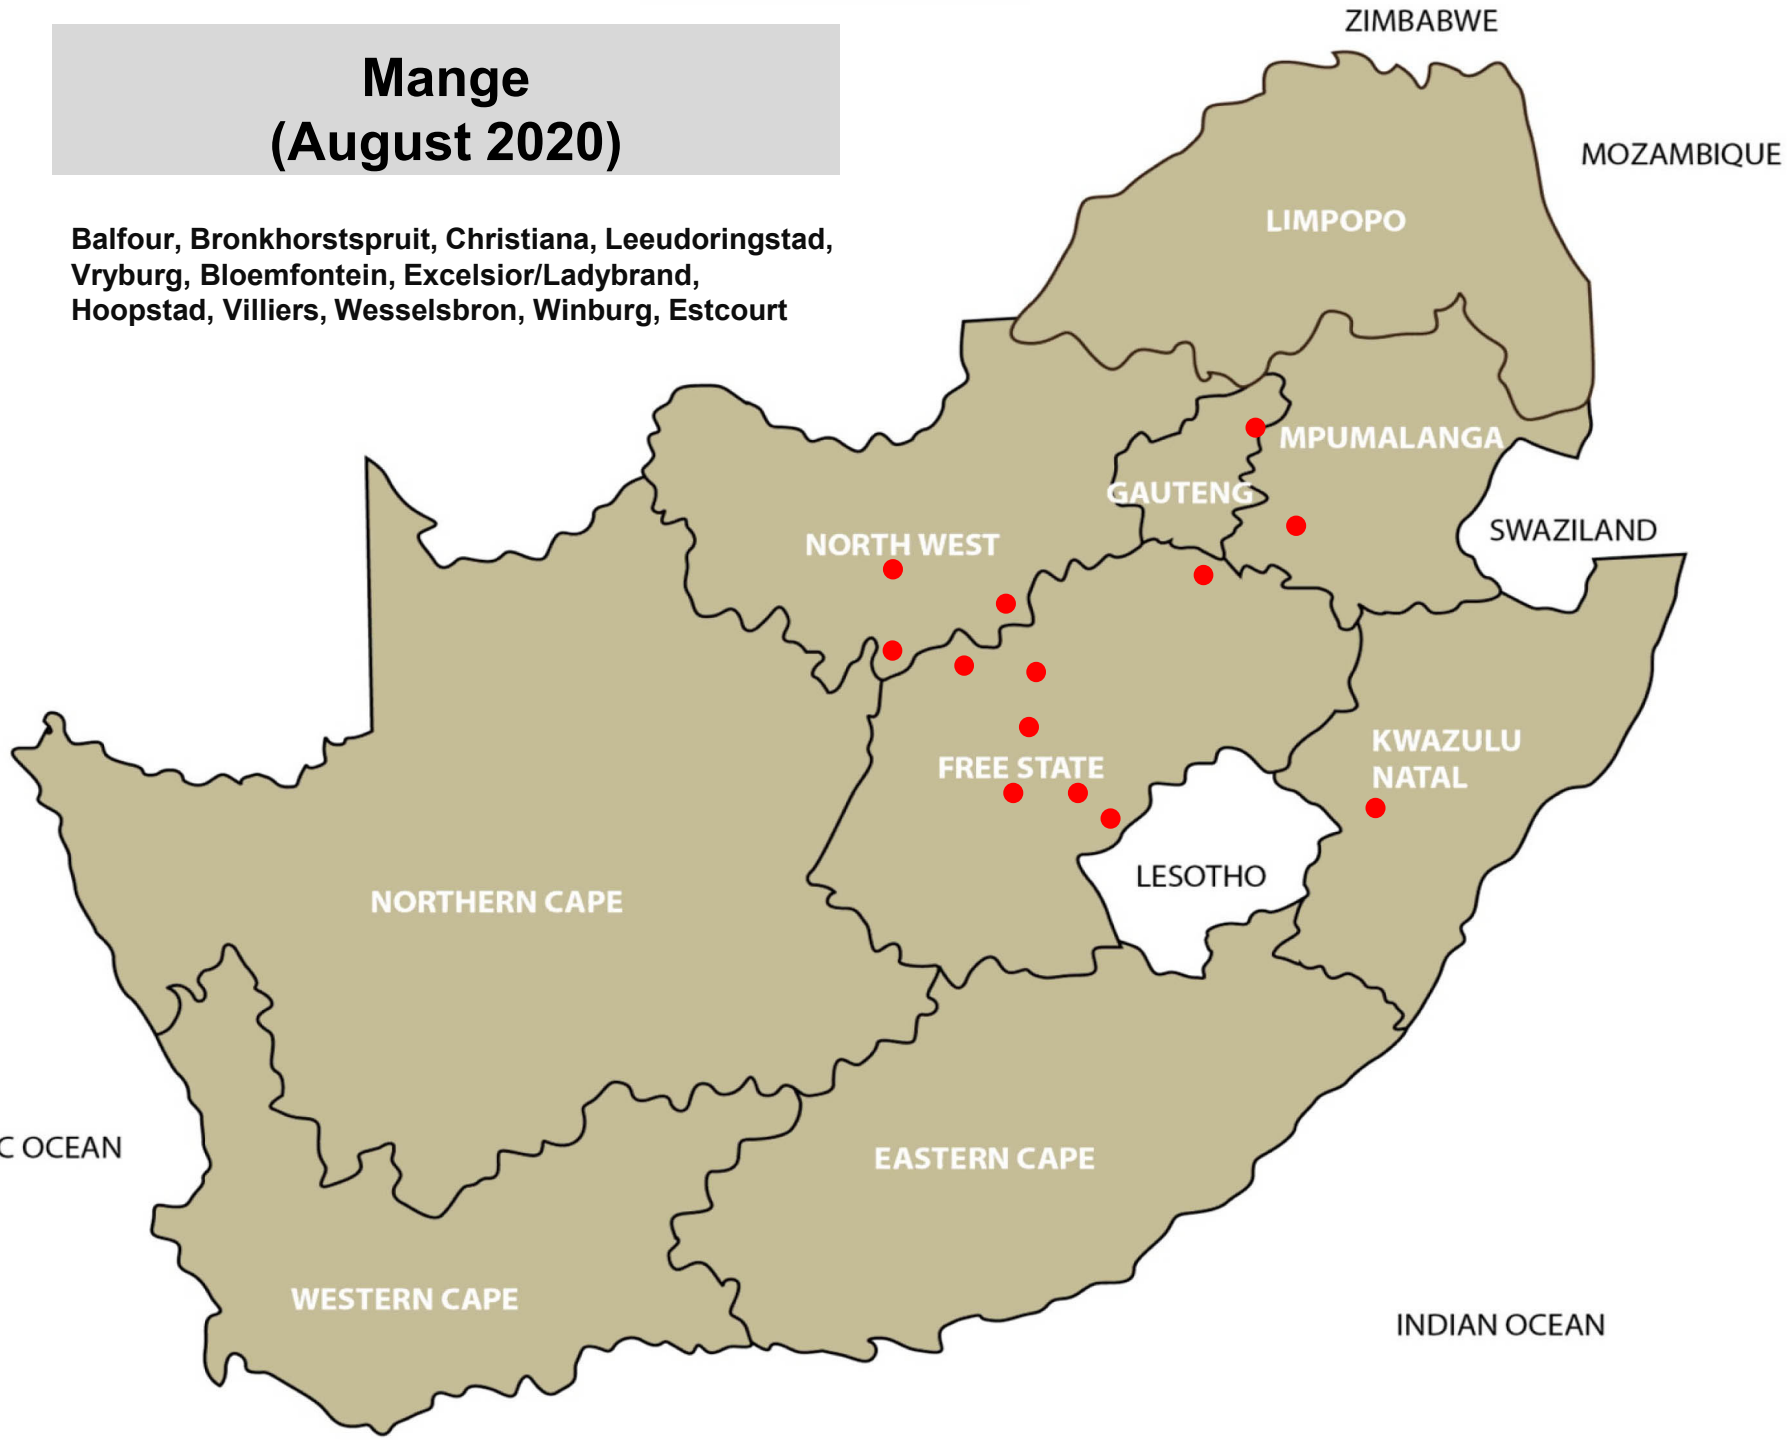 Mange
(August 2020)
Balfour, Bronkhorstspruit, Christiana, Leeudoringstad,
Vryburg, Bloemfontein, Excelsior/Ladybrand,
Hoopstad, Villiers, Wesselsbron, Winburg, Estcourt
ZIMBABWE
MOZAMBIQUE
LIMPOPO
MPUMALANGA
GAUTENG
SWAZILAND
NORTH WEST
KWAZULU
NATAL
FREE STATE
LESOTHO
NORTHERN CAPE
C OCEAN
EASTERN CAPE
WESTERN CAPE
INDIAN OCEAN